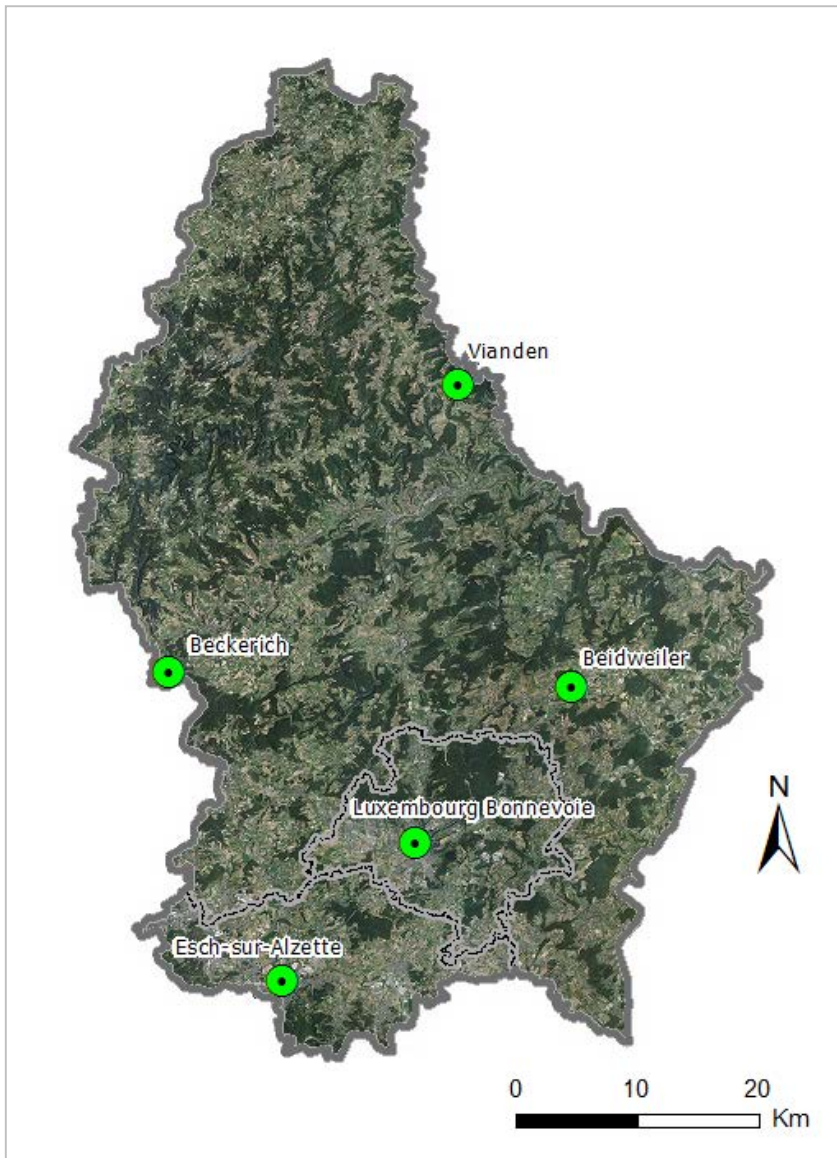 Vianden
Beckerich
Beidweiler
N
Luxembourg Bonnevoie
Esch-sur-Alzette
0 10 20
Km